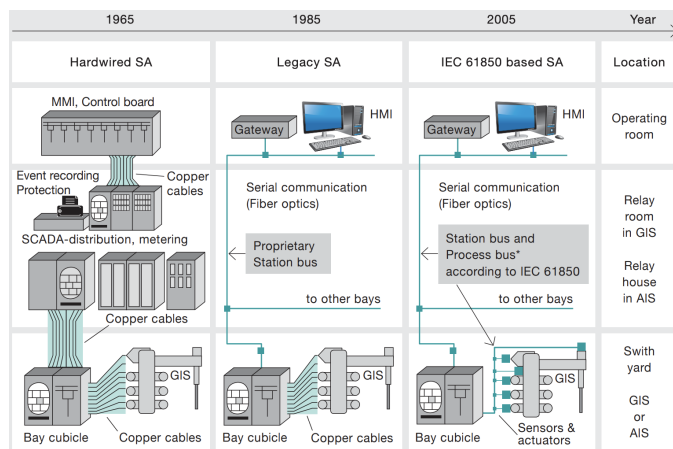 1965 1985 2005 Year
Hardwired SA Legacy SA IEC 61850 based SA Location
MMI, Control board
Copper
cables
Event recording
Protection
SCADA-distribution, metering
Copper cables
GIS
Bay cubicle
Copper cables
Gateway
HMI
Serial communication
(Fiber optics)
Proprietary
Station bus
to other bays
GIS
Bay cubicle
Copper cables
Gateway
HMI
Serial communication
(Fiber optics)
Station bus and
Process bus*
according to IEC 61850
to other bays
GIS
Bay cubicle
Sensors &
actuators
Operating
room
Relay
room
in GIS
Relay
house
in AIS
Swith
yard
GIS
or
AIS